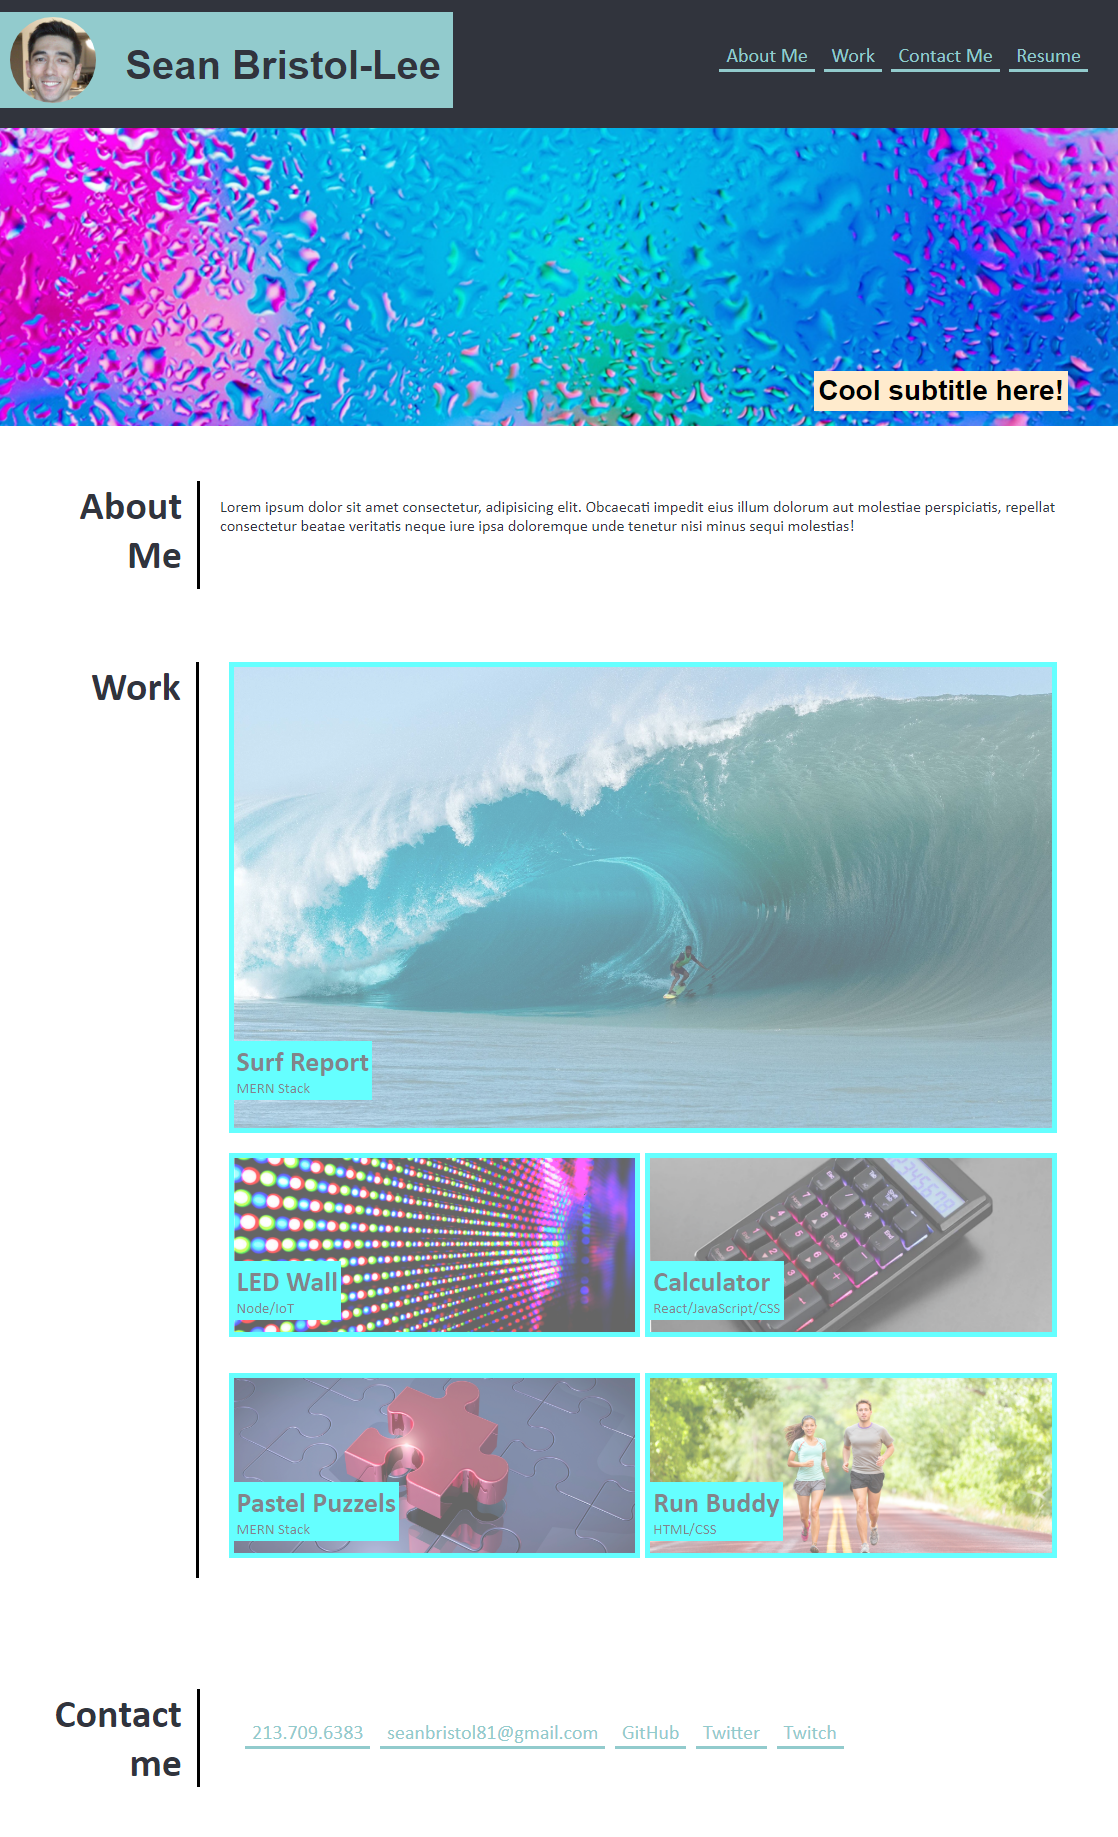 Sean Bristol-Lee
About Me Work Contact Me Resume
Cool subtitle here!
About
Me
Lorem ipsum dolor sit amet consectetur, adipisicing elit. Obcaecati impedit eius illum dolorum aut molestiae perspiciatis, repellat
consectetur beatae veritatis neque iure ipsa doloremque unde tenetur nisi minus sequi molestias!
Work
Surf Report
MERN Stack
LED Wall
Node/IoT
Calculator
React/JavaScript/CSS
Pastel Puzzels
MERN Stack
Run Buddy
HTML/CSS
Contact
me
213.709.6383 seanbristol81@gmail.com GitHub Twitter Twitch